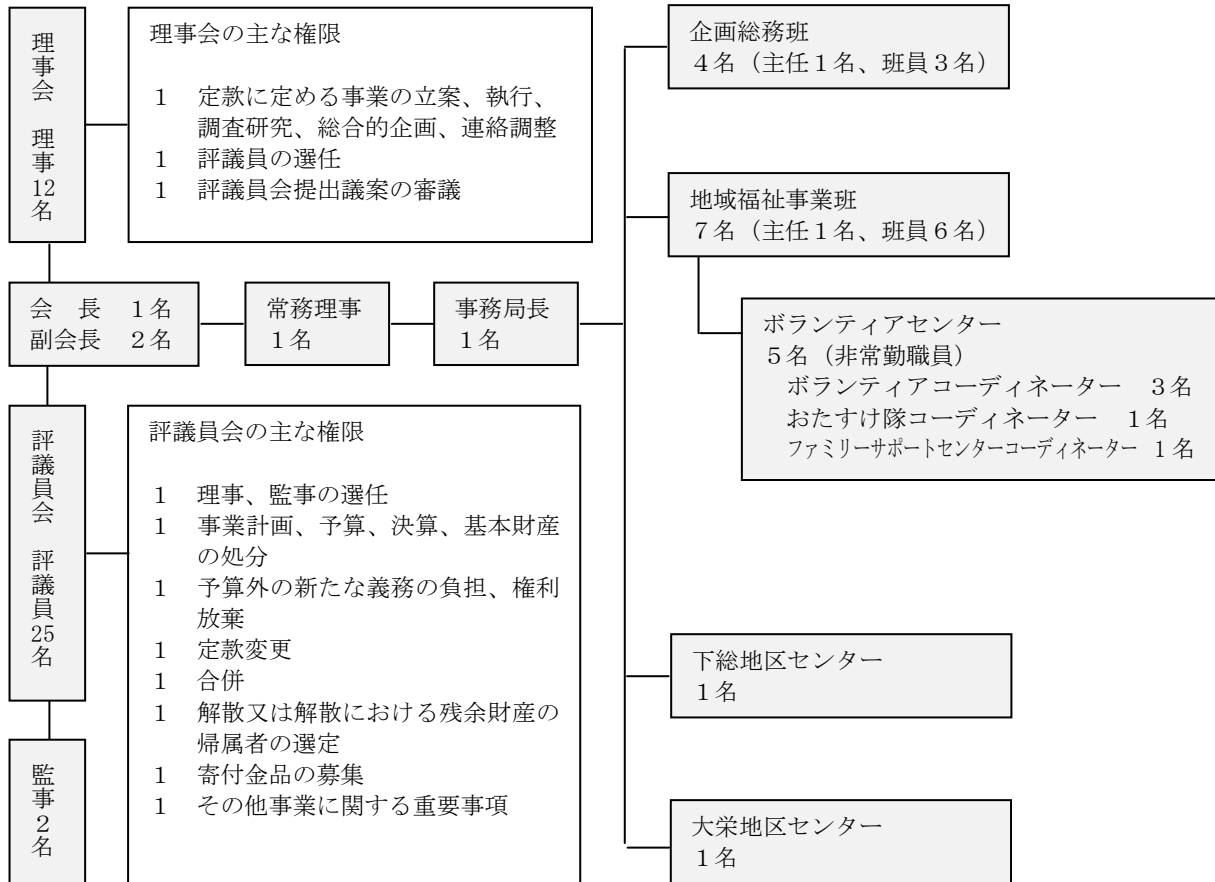 理事会　理事12名
理事会の主な権限
１　定款に定める事業の立案、執行、
調査研究、総合的企画、連絡調整
１　評議員の選任
１　評議員会提出議案の審議
会　長　１名
副会長　２名
常務理事
１名
事務局長
１名
評議員会　評議員25名
評議員会の主な権限
１　理事、監事の選任
１　事業計画、予算、決算、基本財産
の処分
１　予算外の新たな義務の負担、権利
放棄
１　定款変更
１　合併
１　解散又は解散における残余財産の
帰属者の選定
１　寄付金品の募集
１　その他事業に関する重要事項
監事２名
企画総務班
４名（主任１名、班員３名）
地域福祉事業班
７名（主任１名、班員６名）
ボランティアセンター
５名（非常勤職員）
ボランティアコーディネーター　３名
おたすけ隊コーディネーター　１名
ファミリーサポートセンターコーディネーター　１名
下総地区センター
１名
大栄地区センター
１名